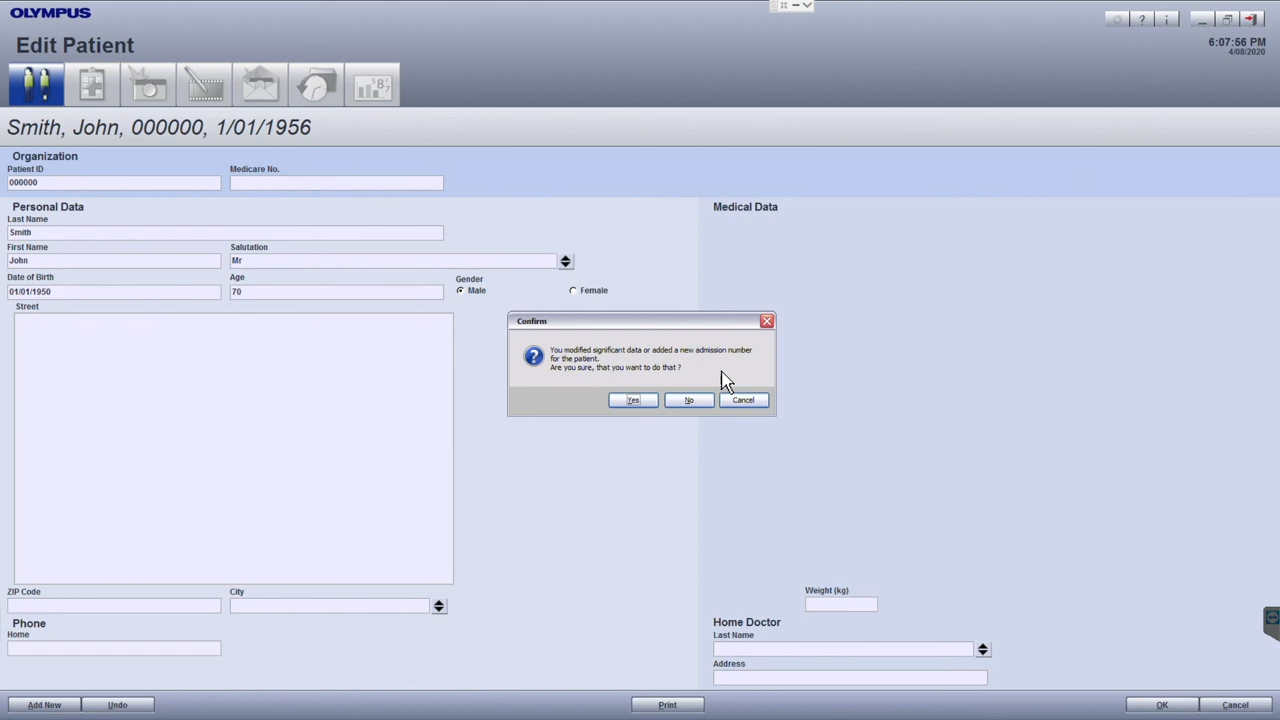 OLYMPUS
Edit Patient
6:07:56 PM
4/08/2020
Smith, John, 000000, 1/01/1956
Organization
Patient ID
Medicare No.
000000
Personal Data
Medical Data
Last Name
Smith
First Name
Salutation
John
Mr
Date of Birth
Age
Gender
01/01/1950
70
Male
Female
Street
Confirm
You modified significant data or added a new admission number
for the patient.
Are you sure, that you want to do that ?
Yes
No
Cancel
ZIP Code
City
Weight (kg)
Phone
Home Doctor
Home
Last Name
Address
Add New
Undo
Print
OK
Cancel